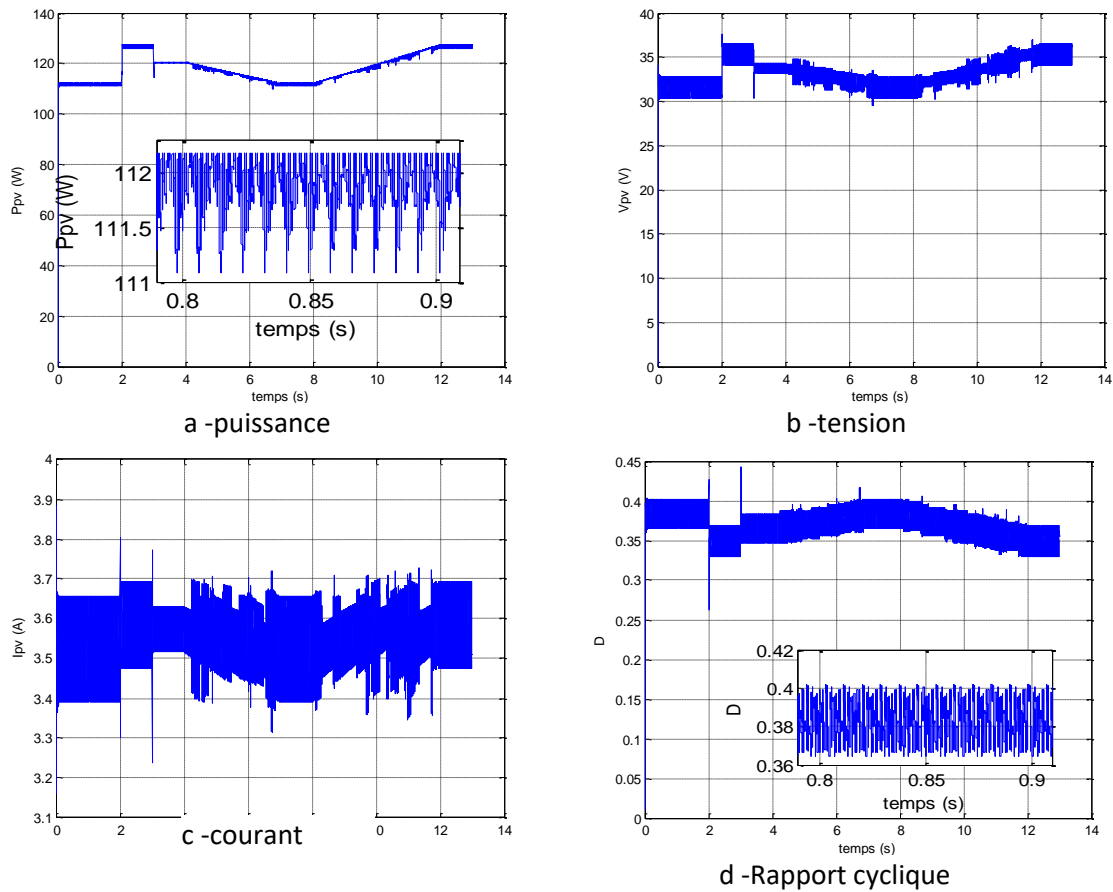 140
120
100
80
60
40
20
0
Ppv (W)
0 2 4 6 8 10 12 14
temps (s)
112
111.5
111
Ppv (W)
0.8 0.85 0.9
temps (s)
a -puissance
40
35
30
25
20
15
10
5
0
Vpv (V)
0 2 4 6 8 10 12 14
temps (s)
b -tension
4
3.9
3.8
3.7
3.6
3.5
3.4
3.3
3.2
3.1
Ipv (A)
0 2 0 12 14
c -courant
0.45
0.4
0.35
0.3
0.25
0.2
0.15
0.1
0.05
0
D
0 2 4 6 8 10 12 14
temps (s)
0.42
0.4
0.38
0.36
D
0.8 0.85 0.9
temps (s)
d -Rapport cyclique